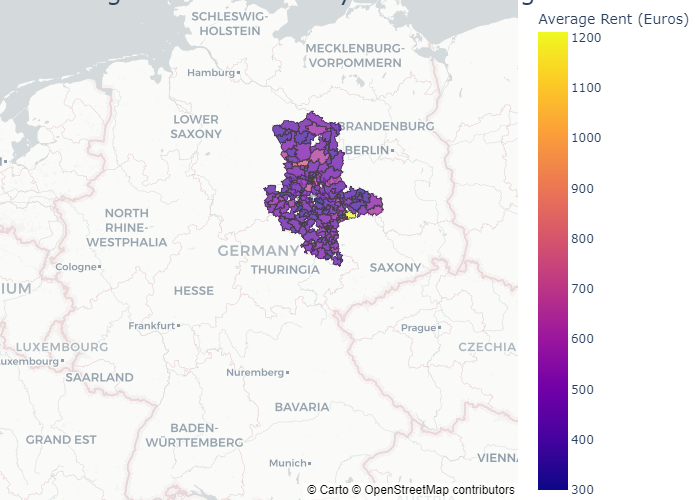 Average Rent (Euros)
SCHLESWIG-
HOLSTEIN
MECKLENBURG-
VORPOMMERN
Hamburg
LOWER
SAXONY
BRANDENBURG
BERLIN
NORTH
RHINE-
WESTPHALIA
GERMANY
Cologne
THURINGIA
SAXONY
IUM
HESSE
Frankfurt
Prague
LUXEMBOURG
CZECHIA
uxembourg
SAARLAND
Nuremberg
BAVARIA
BADEN-
WÜRTTEMBERG
GRAND EST
Munich
VIENN
© Carto © OpenStreetMap contributors
1200
1100
1000
900
800
700
600
500
400
300